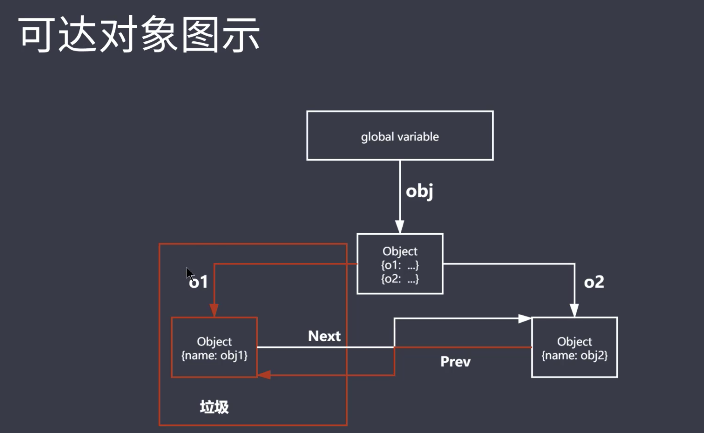 可达对象图示
global variable
obj
Object
{o1: ...}
{o2: ...}
o1
o2
Object
{name: obj1}
Next
Object
{name: obj2}
Prev
垃圾